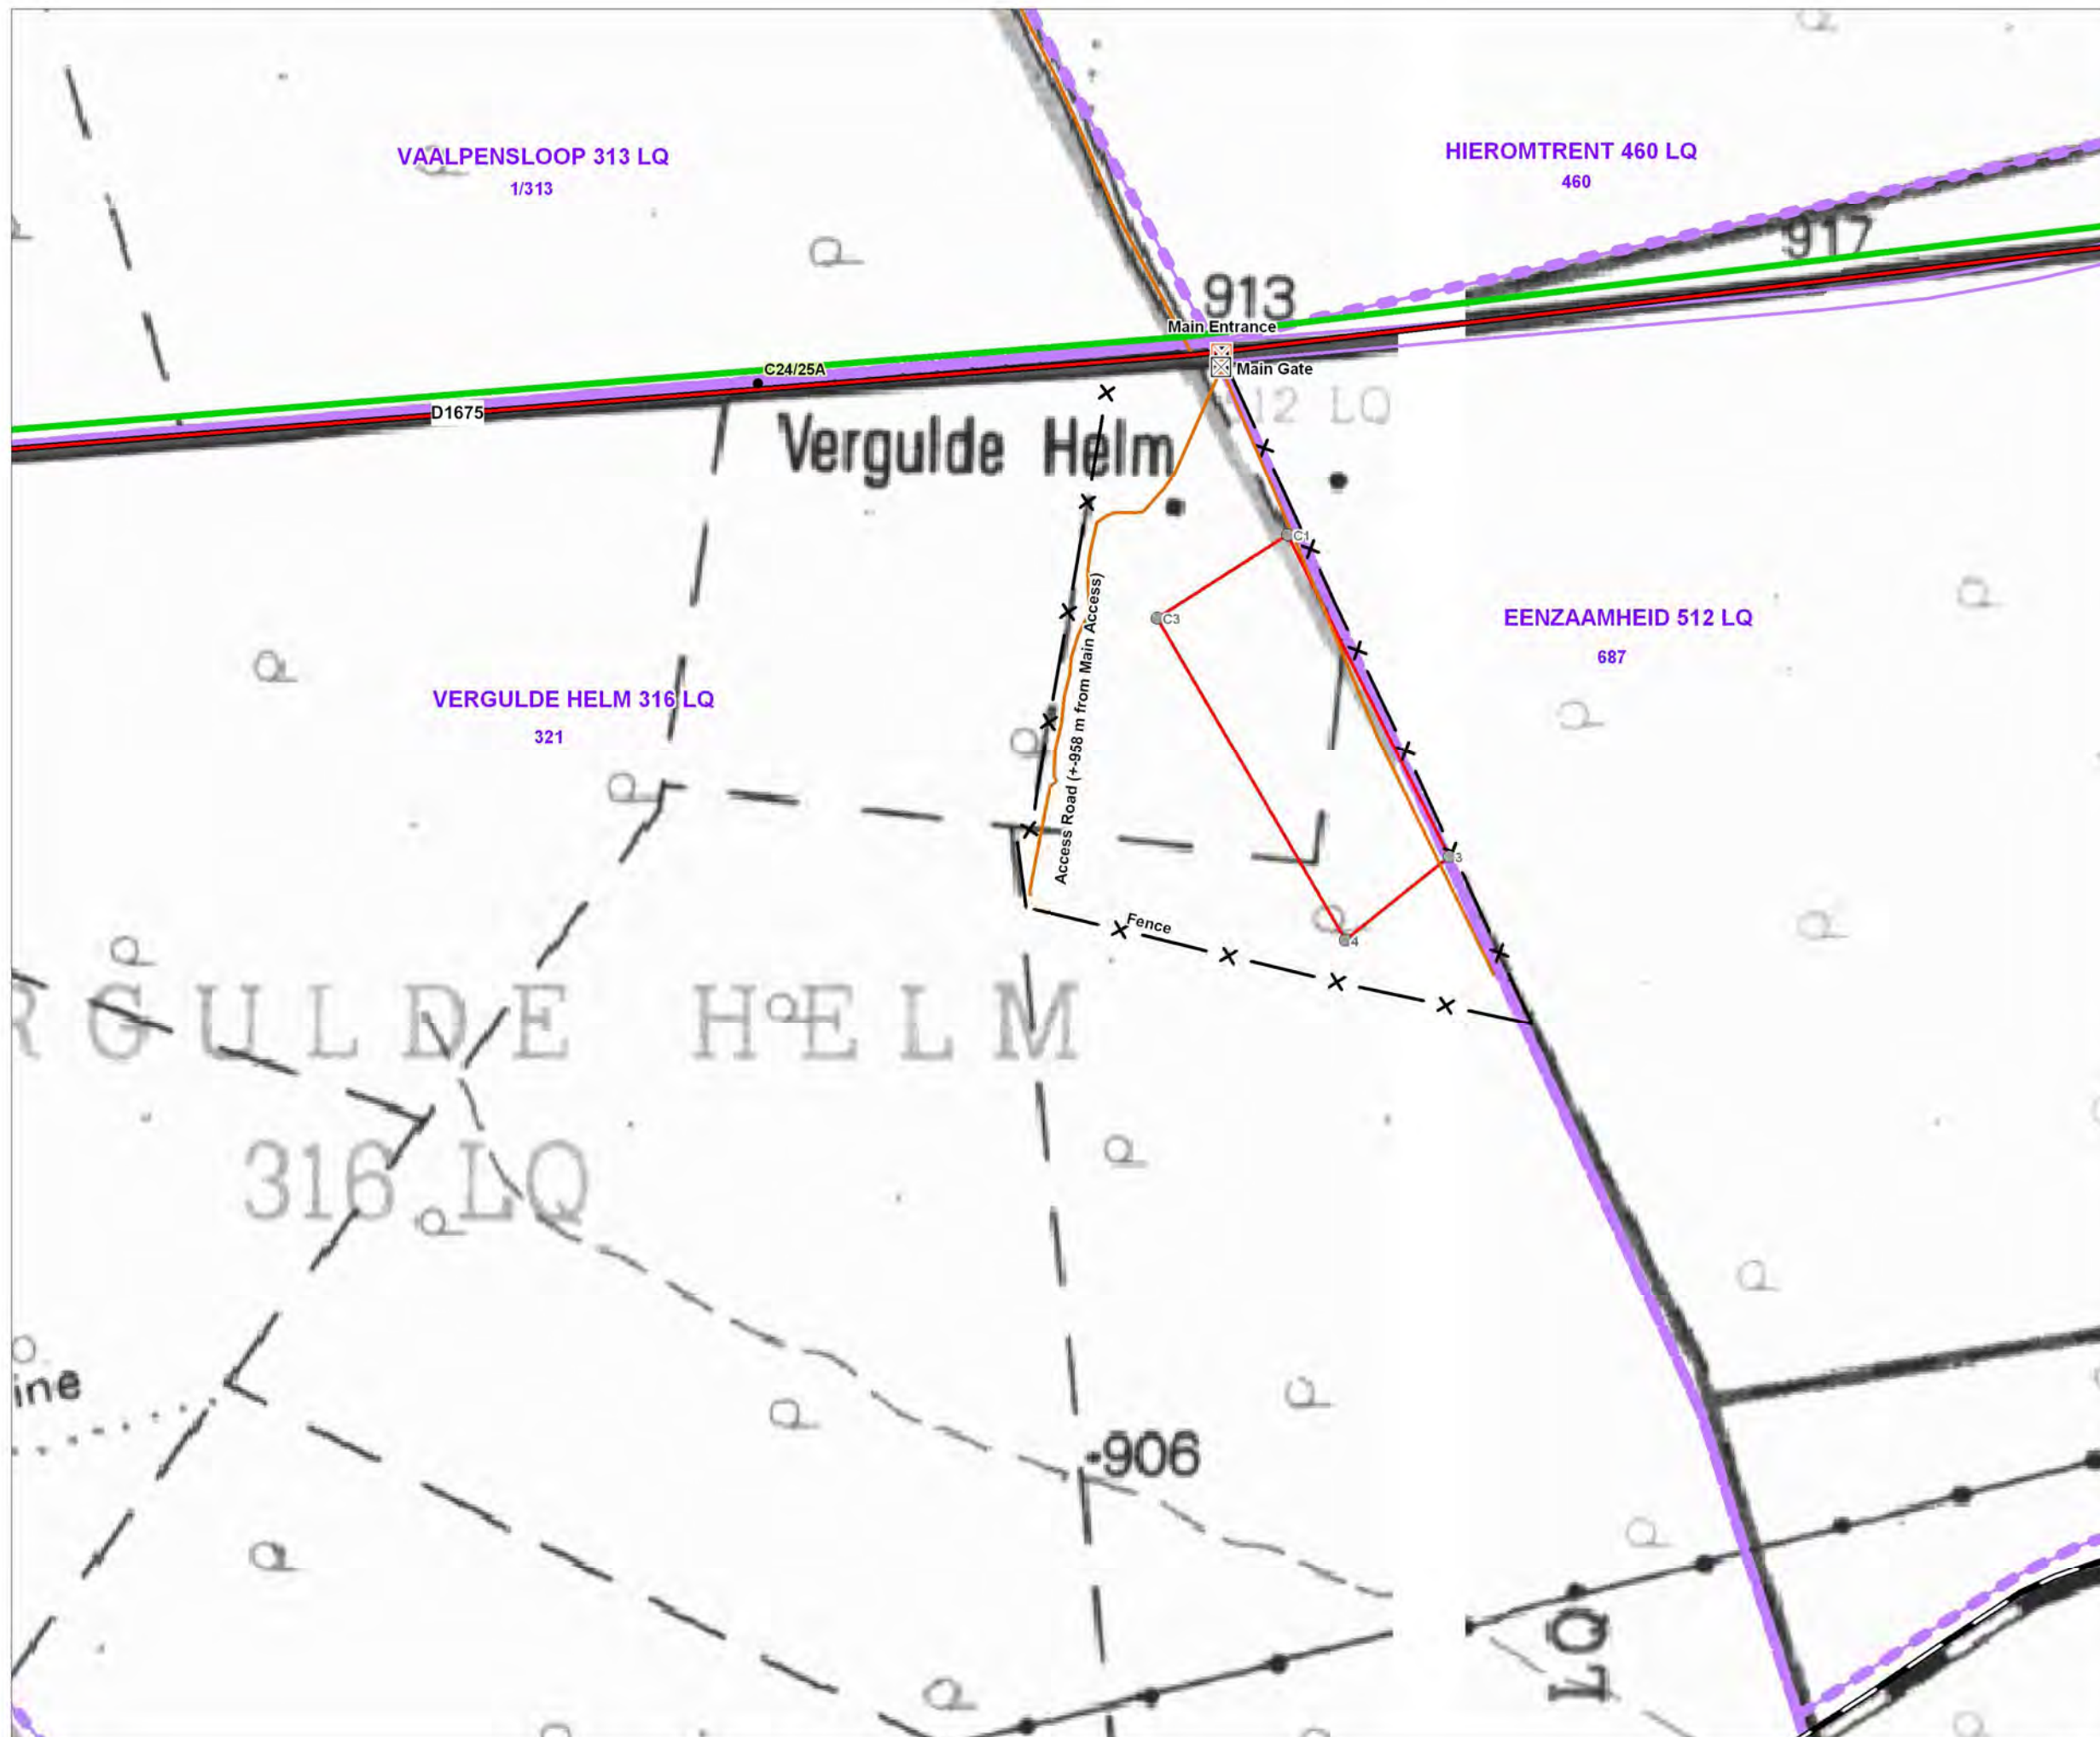 VAALPENSLOOP 313 LQ
1/313
HIEROMTRENT 460 LQ
460
917
913
Main Entrance
Main Gate
C24/25A
D1675
12 LQ
Vergulde Helm
C1
C3
EENZAAMHEID 512 LQ
687
VERGULDE HELM 316 LQ
321
Access Road (+-958 m from Main Access)
3
4
Fence
RGULDE HELM
316 LQ
ine
906
LQ